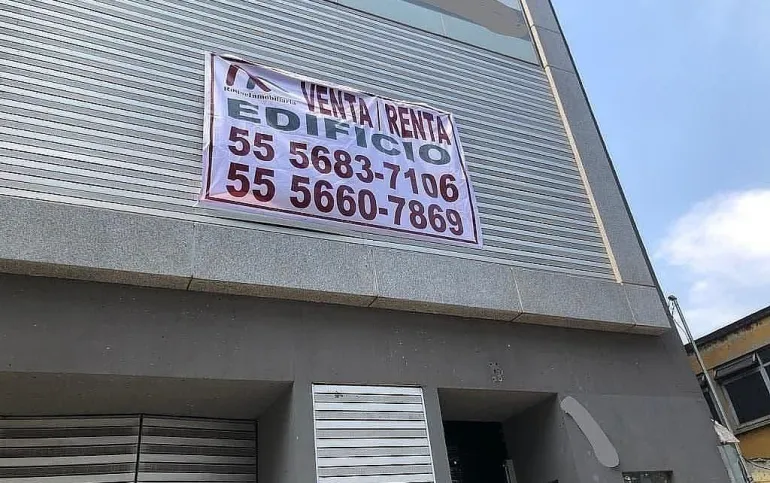 VENTA | RENTA
EDIFICIO
55 5683-7106
55 5660-7869